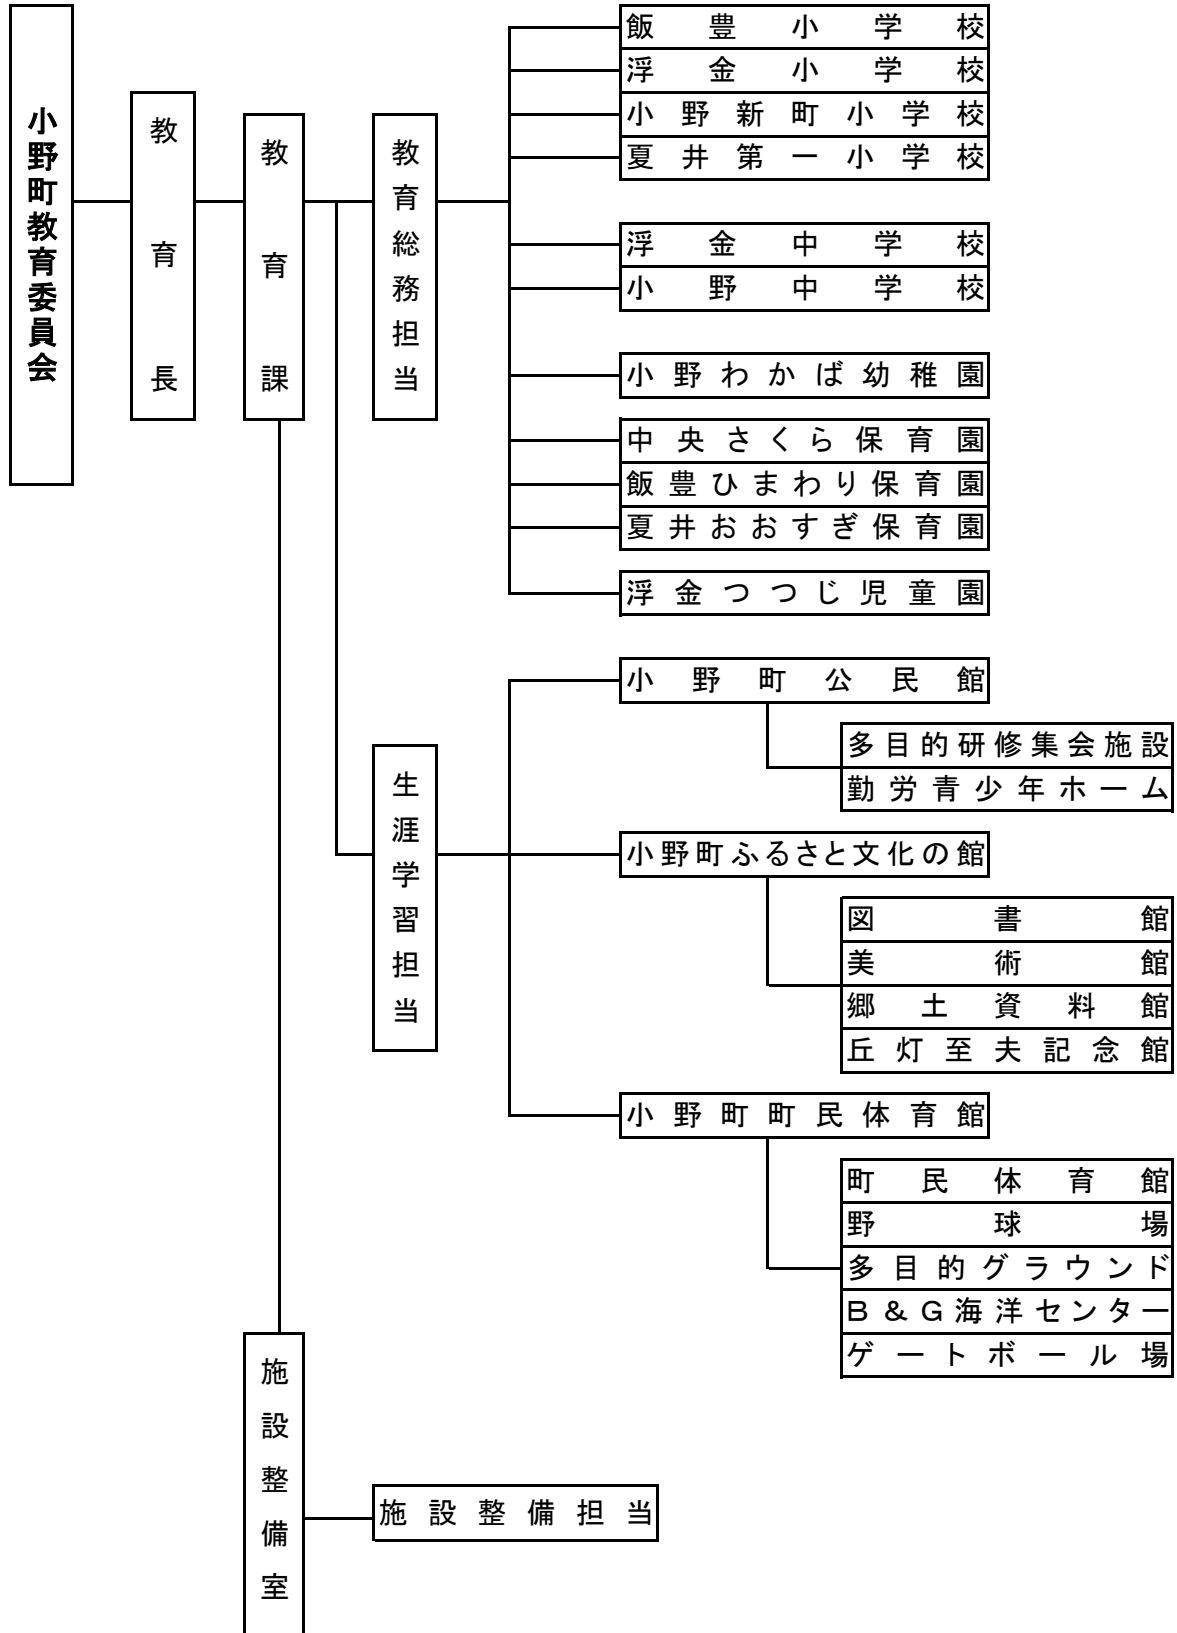 小野町教育委員会
教育長
教育課
教育総務担当
飯豊小学校
浮金小学校
小野新町小学校
夏井第一小学校
浮金中学校
小野中学校
小野わかば幼稚園
中央さくら保育園
飯豊ひまわり保育園
夏井おおすぎ保育園
浮金つつじ児童園
生涯学習担当
小野町公民館
多目的研修集会施設
勤労青少年ホーム
小野町ふるさと文化の館
図書館
美術館
郷土資料館
丘灯至夫記念館
小野町町民体育館
町民体育館
野球場
多目的グラウンド
B&G海洋センター
ゲートボール場
施設整備室
施設整備担当